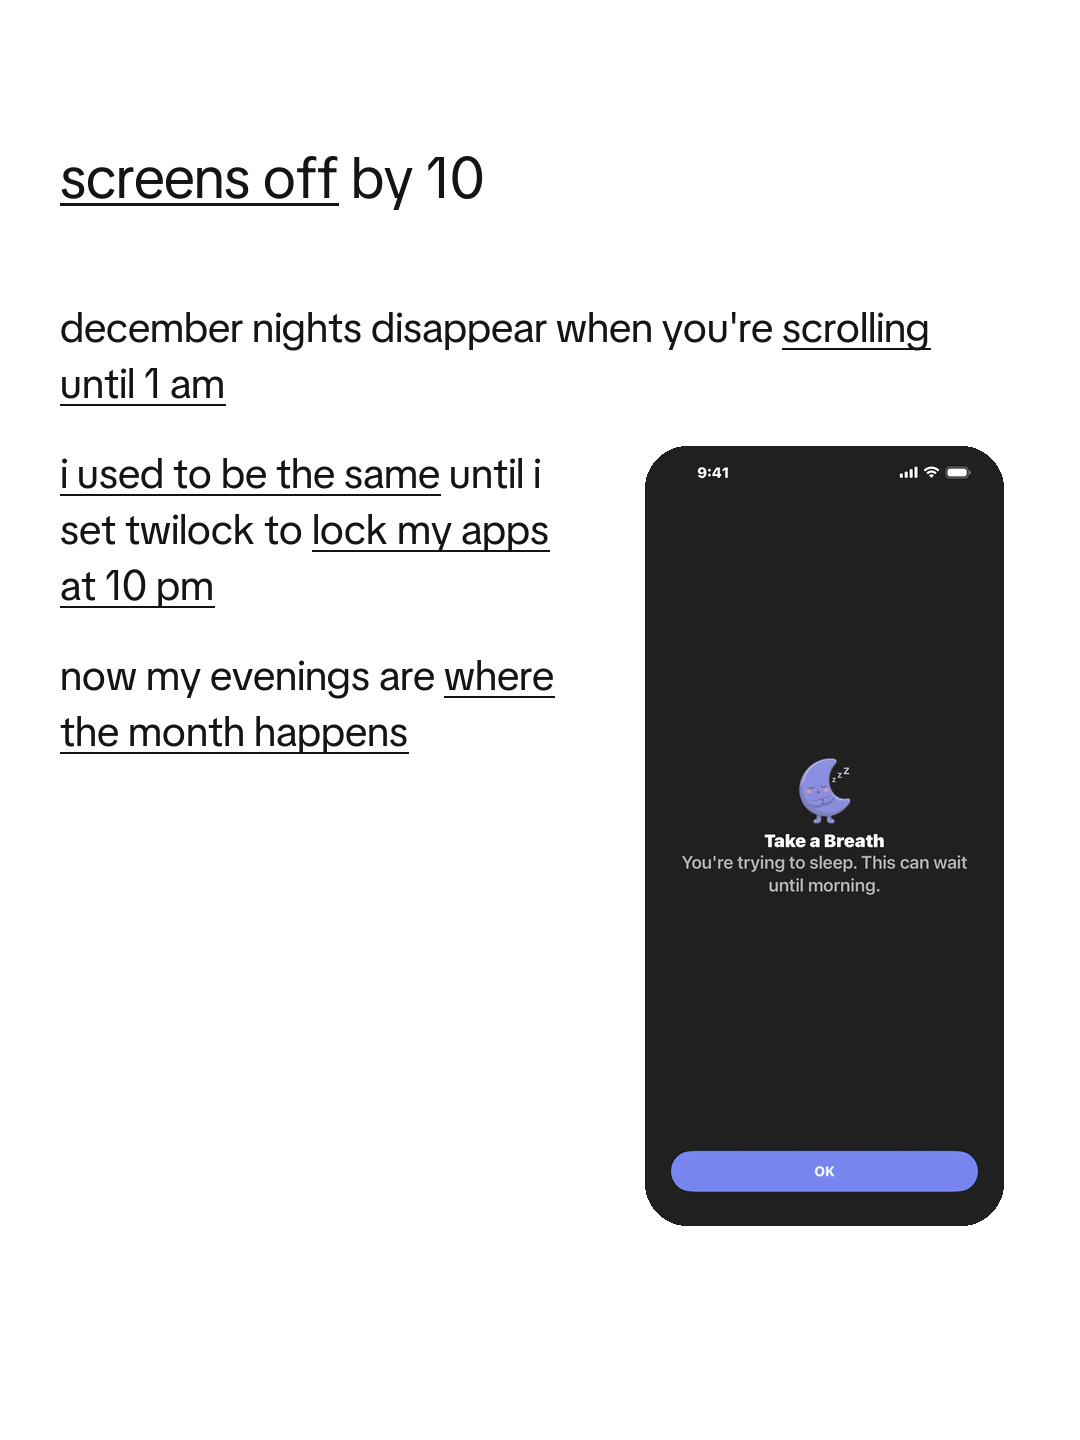 screens off by 10
december nights disappear when you're scrolling
until 1 am
i used to be the same until i
set twilock to lock my apps
at 10 pm
now my evenings are where
the month happens
9:41
z z z
Take a Breath
You're trying to sleep. This can wait
until morning.
OK